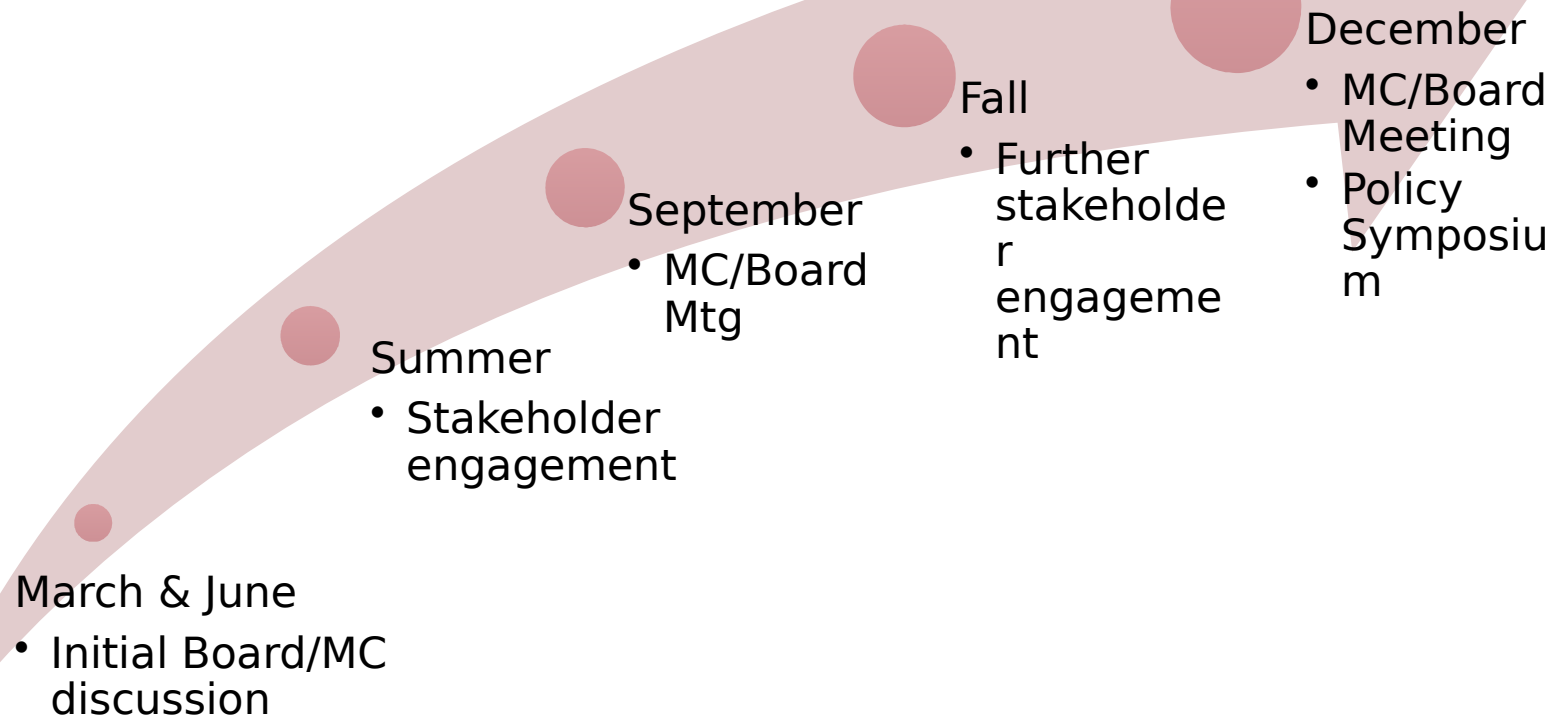 March & June
• Initial Board/MC
discussion
Summer
• Stakeholder
engagement
September
• MC/Board
Mtg
Fall
• Further
stakeholde
r
engageme
nt
December
• MC/Board
Meeting
• Policy
Symposiu
m